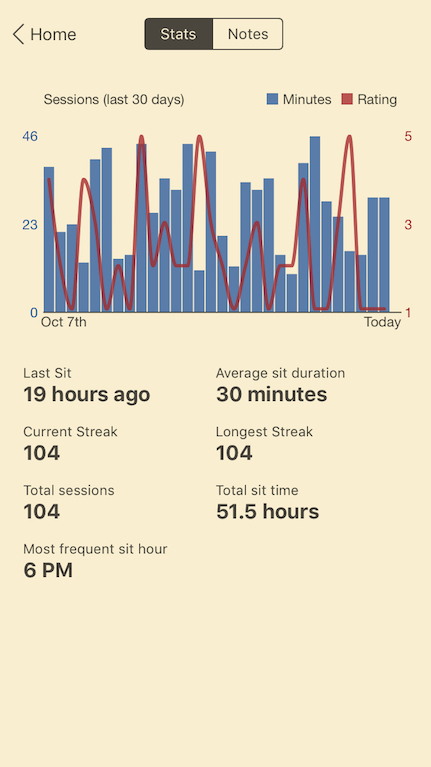 Home
Stats
Notes
Sessions (last 30 days)
Minutes
Rating
46
5
23
3
0
1
Oct 7th
Today
Last Sit
Average sit duration
19 hours ago
30 minutes
Current Streak
Longest Streak
104
104
Total sessions
Total sit time
104
51.5 hours
Most frequent sit hour
6 PM